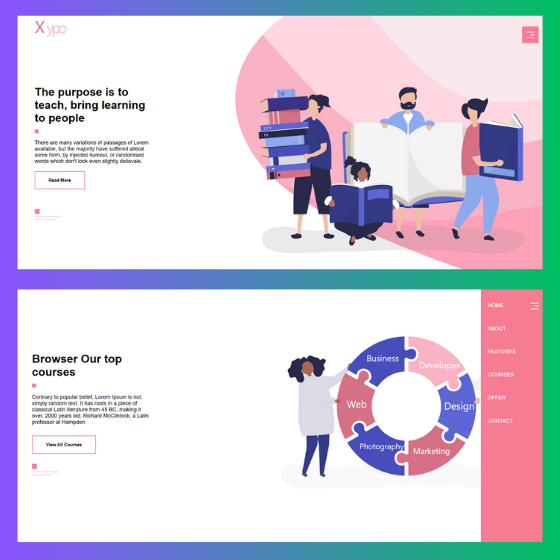 X ypo
The purpose is to
teach, bring learning
to people
There are many variations of passages of Lorem
available, but the majority have suffered alterat
some form, by injected humour, or randomised
words which don't look even slightly delievale.
Read More
Browser Our top
courses
Contrary to popular belief, Lorem Ipsum is not
simply random text. It has roots in a piece of
classical Latin literature from 45 BC, making it
over. 2000 years old. Richard McClintock, a Latin
professor at Hampden
View All Courses
Business
Developer
Web
Design
Photography
Marketing
HOME
ABOUT
FEATURES
COURSES
OFFER
CONTACT